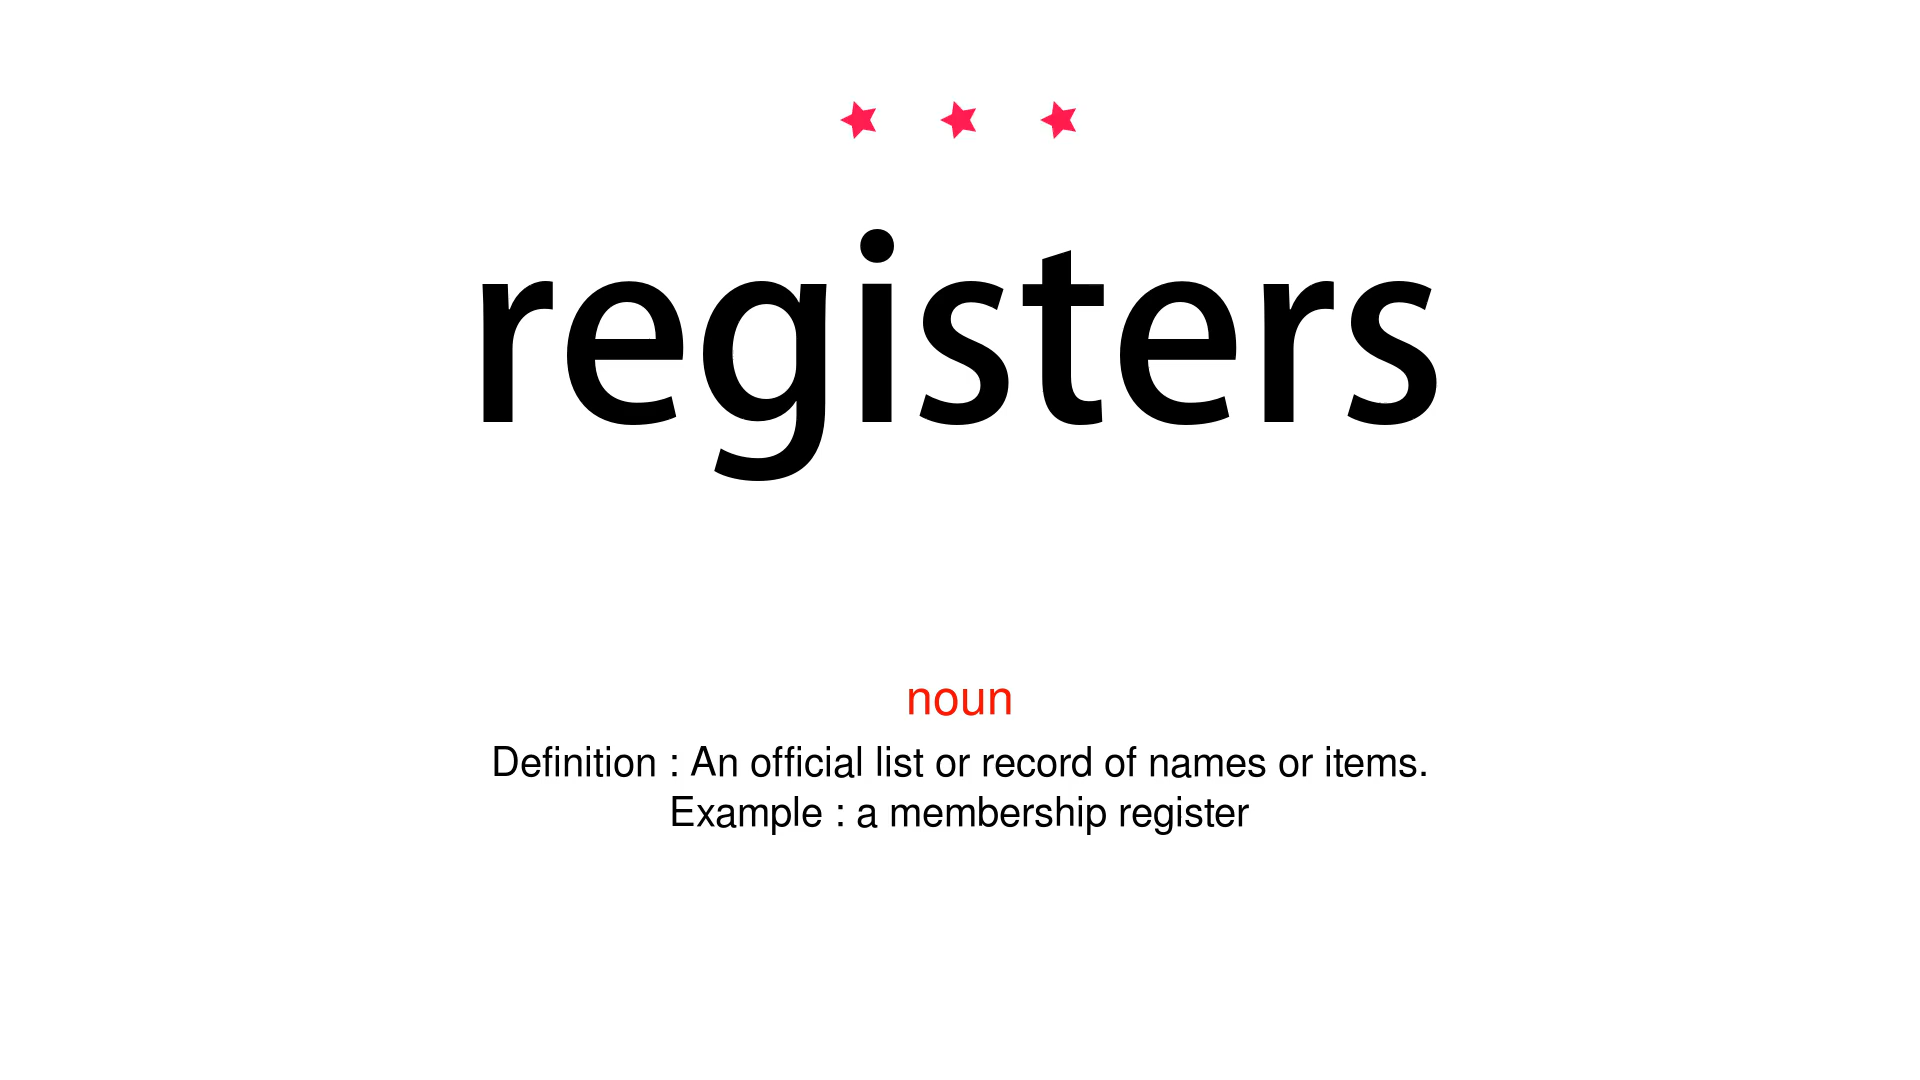 registers
noun
Definition : An official list or record of names or items.
Example : a membership register